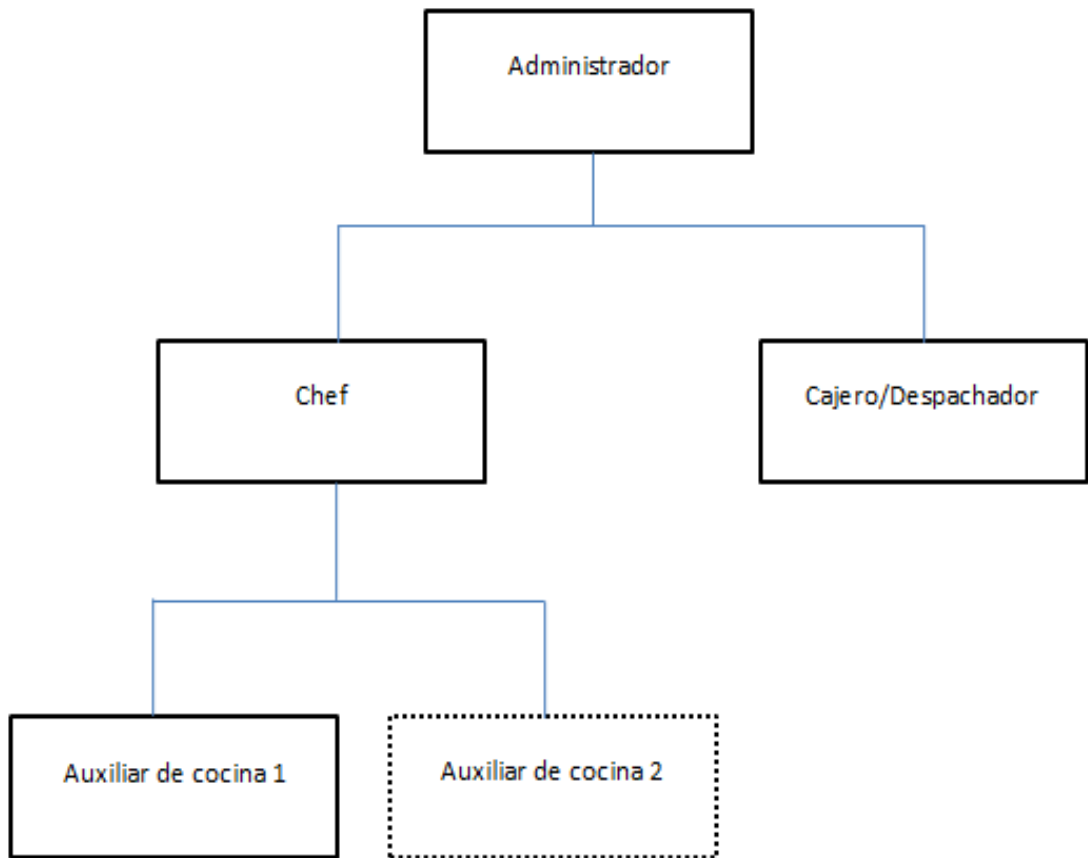 Administrador
Chef
Cajero/Despachador
Auxiliar de cocina 1
Auxiliar de cocina 2